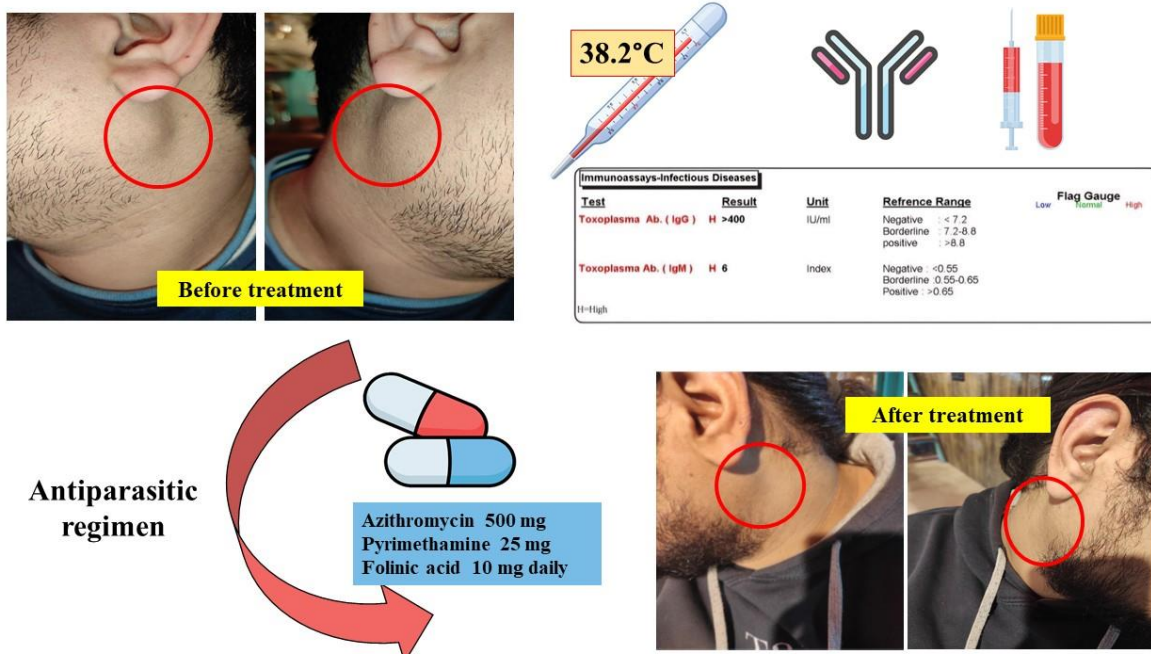 38.2°C
Immunoassays-Infectious Diseases
Test Result Unit Refrence Range Flag Gauge
Low Normal High
Toxoplasma Ab. ( IgG ) H >400 IU/ml Negative : < 7.2
Borderline : 7.2-8.8
positive : >8.8
Toxoplasma Ab. ( IgM ) H 6 Index Negative : <0.55
Borderline :0.55-0.65
Positive : >0.65
H=High
Before treatment
After treatment
Antiparasitic
regimen
Azithromycin 500 mg
Pyrimethamine 25 mg
Folinic acid 10 mg daily